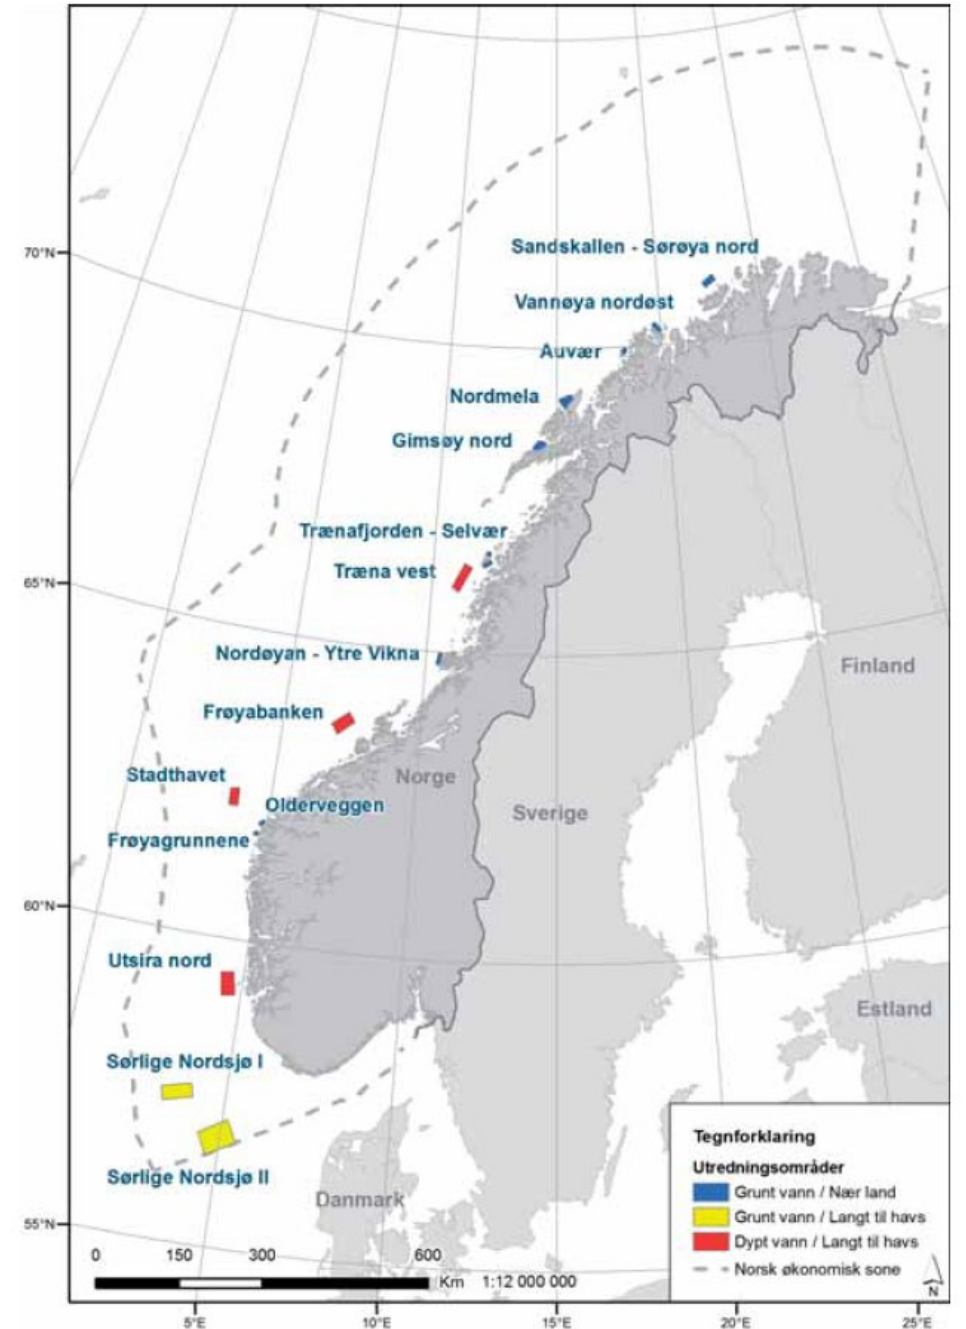 70°N
65°N
60°N
55°N
Sandskallen - Sørøya nord
Vannøya nordøst
Auvær
Nordmela
Gimsøy nord
Trænafjorden - Selvær
Træna vest
Nordøyan - Ytre Vikna
Finland
Frøyabanken
Norge
Stadthavet
Olderveggen
Sverige
Frøyagrunnene
Utsira nord
Estland
Sørlige Nordsjø I
Sørlige Nordsjø II
Danmark
Tegnforklaring
Utredningsområder
Grunt vann / Nær land
Grunt vann / Langt til havs
Dypt vann / Langt til havs
Norsk økonomisk sone
N
0 150 300 600
Km 1:12 000 000
5°E 10°E 15°E 20°E 25°E